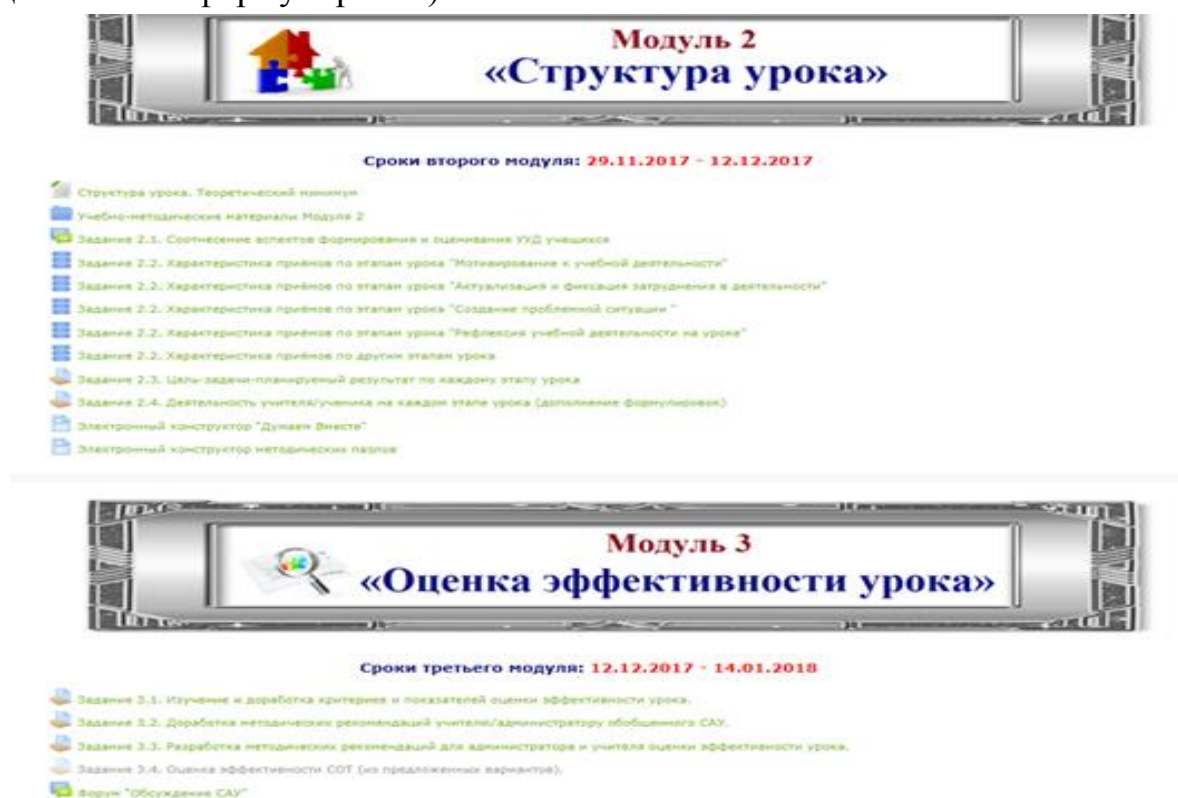 Модуль 2
«Структура урока»
Сроки второго модуля: 29.11.2017 - 12.12.2017
Структура урока. Теоретический минимум
Учебно-методические материалы Модуля 2
Задание 2.1. Соотнесение аспектов формирования и оценивания УУД учащихся
Задание 2.2. Характеристика приёмов по этапам урока "Мотивирование к учебной деятельности"
Задание 2.2. Характеристика приёмов по этапам урока "Актуализация и фиксация затруднения в деятельности"
Задание 2.2. Характеристика приёмов по этапам урока "Создание проблемной ситуации "
Задание 2.2. Характеристика приёмов по этапам урока "Рефлексия учебной деятельности на уроке"
Задание 2.2. Характеристика приёмов по другим этапам урока
Задание 2.3. Цель-задачи-планируемый результат по каждому этапу урока
Задание 2.4. Деятельность учителя/ученика на каждом этапе урока (дополнение формулировок)
Электронный конструктор "Думаем Вместе"
Электронный конструктор методических пазлов
Модуль 3
«Оценка эффективности урока»
Сроки третьего модуля: 12.12.2017 - 14.01.2018
Задание 3.1. Изучение и доработка критериев и показателей оценки эффективности урока.
Задание 3.2. Доработка методических рекомендаций учителю/администратору обобщенного САУ.
Задание 3.3. Разработка методических рекомендаций для администратора и учителя оценки эффективности урока.
Задание 3.4. Оценка эффективности СОТ (из предложенных вариантов).
Форум "Обсуждение САУ"